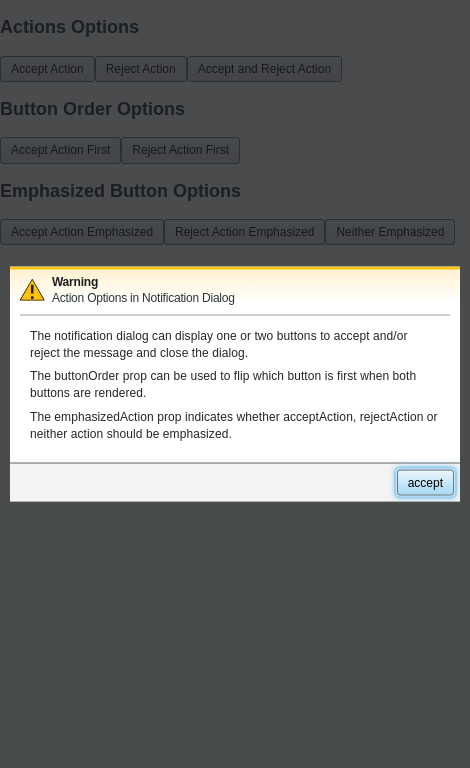 Actions Options
Accept Action Reject Action Accept and Reject Action
Button Order Options
Accept Action First Reject Action First
Emphasized Button Options
Accept Action Emphasized Reject Action Emphasized Neither Emphasized
Warning
Action Options in Notification Dialog
The notification dialog can display one or two buttons to accept and/or
reject the message and close the dialog.
The buttonOrder prop can be used to flip which button is first when both
buttons are rendered.
The emphasizedAction prop indicates whether acceptAction, rejectAction or
neither action should be emphasized.
accept